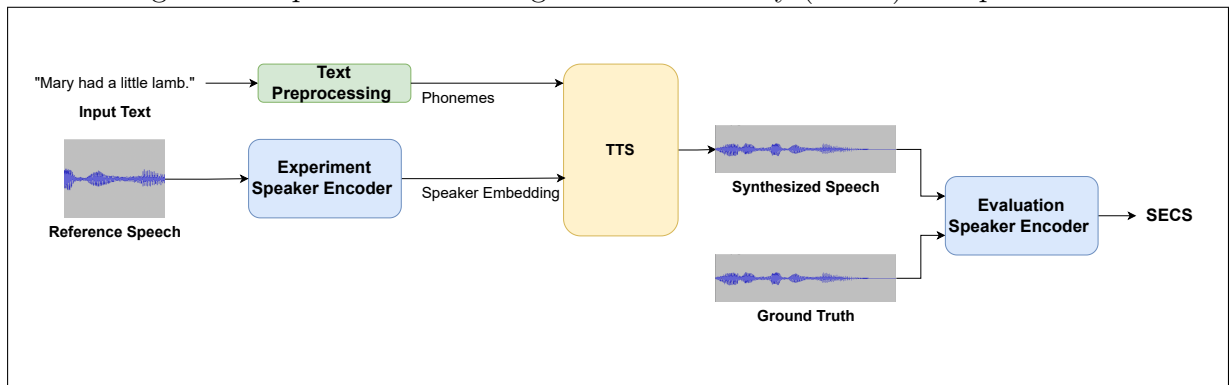 "Mary had a little lamb."
Input Text
Text
Preprocessing
Phonemes
Reference Speech
Experiment
Speaker Encoder
Speaker Embedding
TTS
Synthesized Speech
Ground Truth
Evaluation
Speaker Encoder
SECS